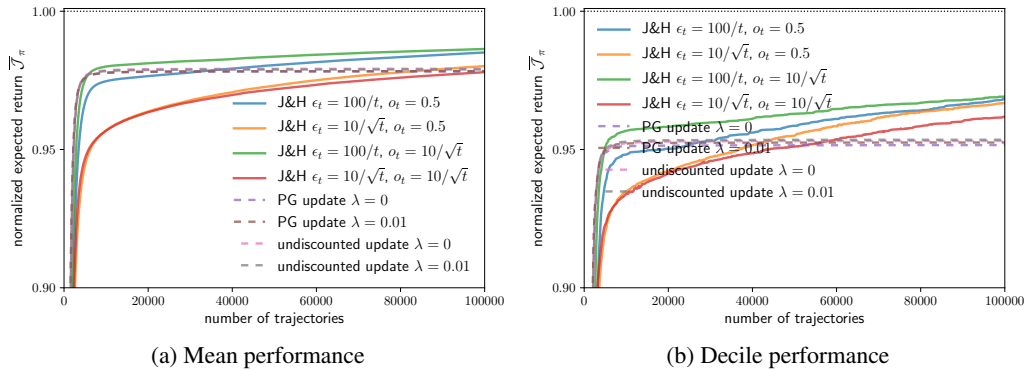 1.00
0.98
0.95
0.90
normalized expected return $\overline{\mathcal{J}}_\pi$
J&H $\epsilon_t = 100/t$, $o_t = 0.5$
J&H $\epsilon_t = 10/\sqrt{t}$, $o_t = 0.5$
J&H $\epsilon_t = 100/t$, $o_t = 10/\sqrt{t}$
J&H $\epsilon_t = 10/\sqrt{t}$, $o_t = 10/\sqrt{t}$
PG update $\lambda = 0$
PG update $\lambda = 0.01$
undiscounted update $\lambda = 0$
undiscounted update $\lambda = 0.01$
0 20000 40000 60000 80000 100000
number of trajectories
(a) Mean performance
1.00
0.98
0.95
0.90
normalized expected return $\overline{\mathcal{J}}_\pi$
J&H $\epsilon_t = 100/t$, $o_t = 0.5$
J&H $\epsilon_t = 10/\sqrt{t}$, $o_t = 0.5$
J&H $\epsilon_t = 100/t$, $o_t = 10/\sqrt{t}$
J&H $\epsilon_t = 10/\sqrt{t}$, $o_t = 10/\sqrt{t}$
PG update $\lambda = 0$
PG update $\lambda = 0.01$
undiscounted update $\lambda = 0$
undiscounted update $\lambda = 0.01$
0 20000 40000 60000 80000 100000
number of trajectories
(b) Decile performance